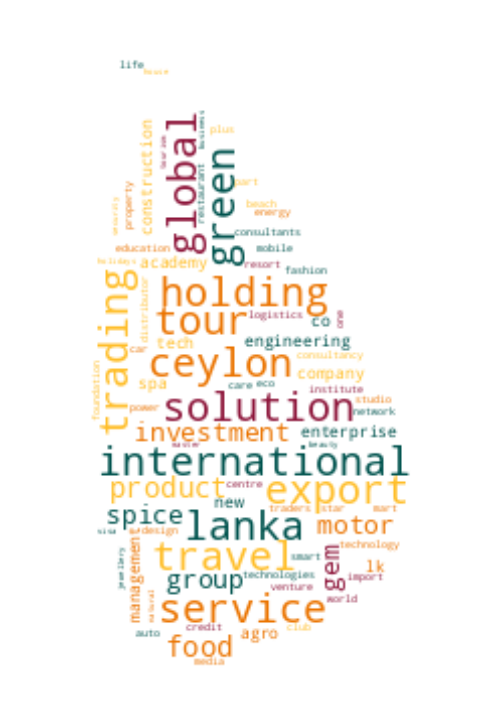 life
house
global
business
plus
construction
restaurant
green
part
property
security
beach
energy
consultants
education
mobile
holidays
academy
resort
fashion
trading
distributor
holding
tour
logistics
co
one
tech
engineering
car
ceylon
consultancy
company
spa
care
eco
institute
foundation
power
solution
studio
network
investment
enterprise
beauty
international
product
centre
export
new
traders
star
mart
spice
lanka
motor
design
technology
management
travel
smart
gem
lk
jewellery
group
technologies
import
venture
natural
service
world
auto
credit
agro
club
food
media